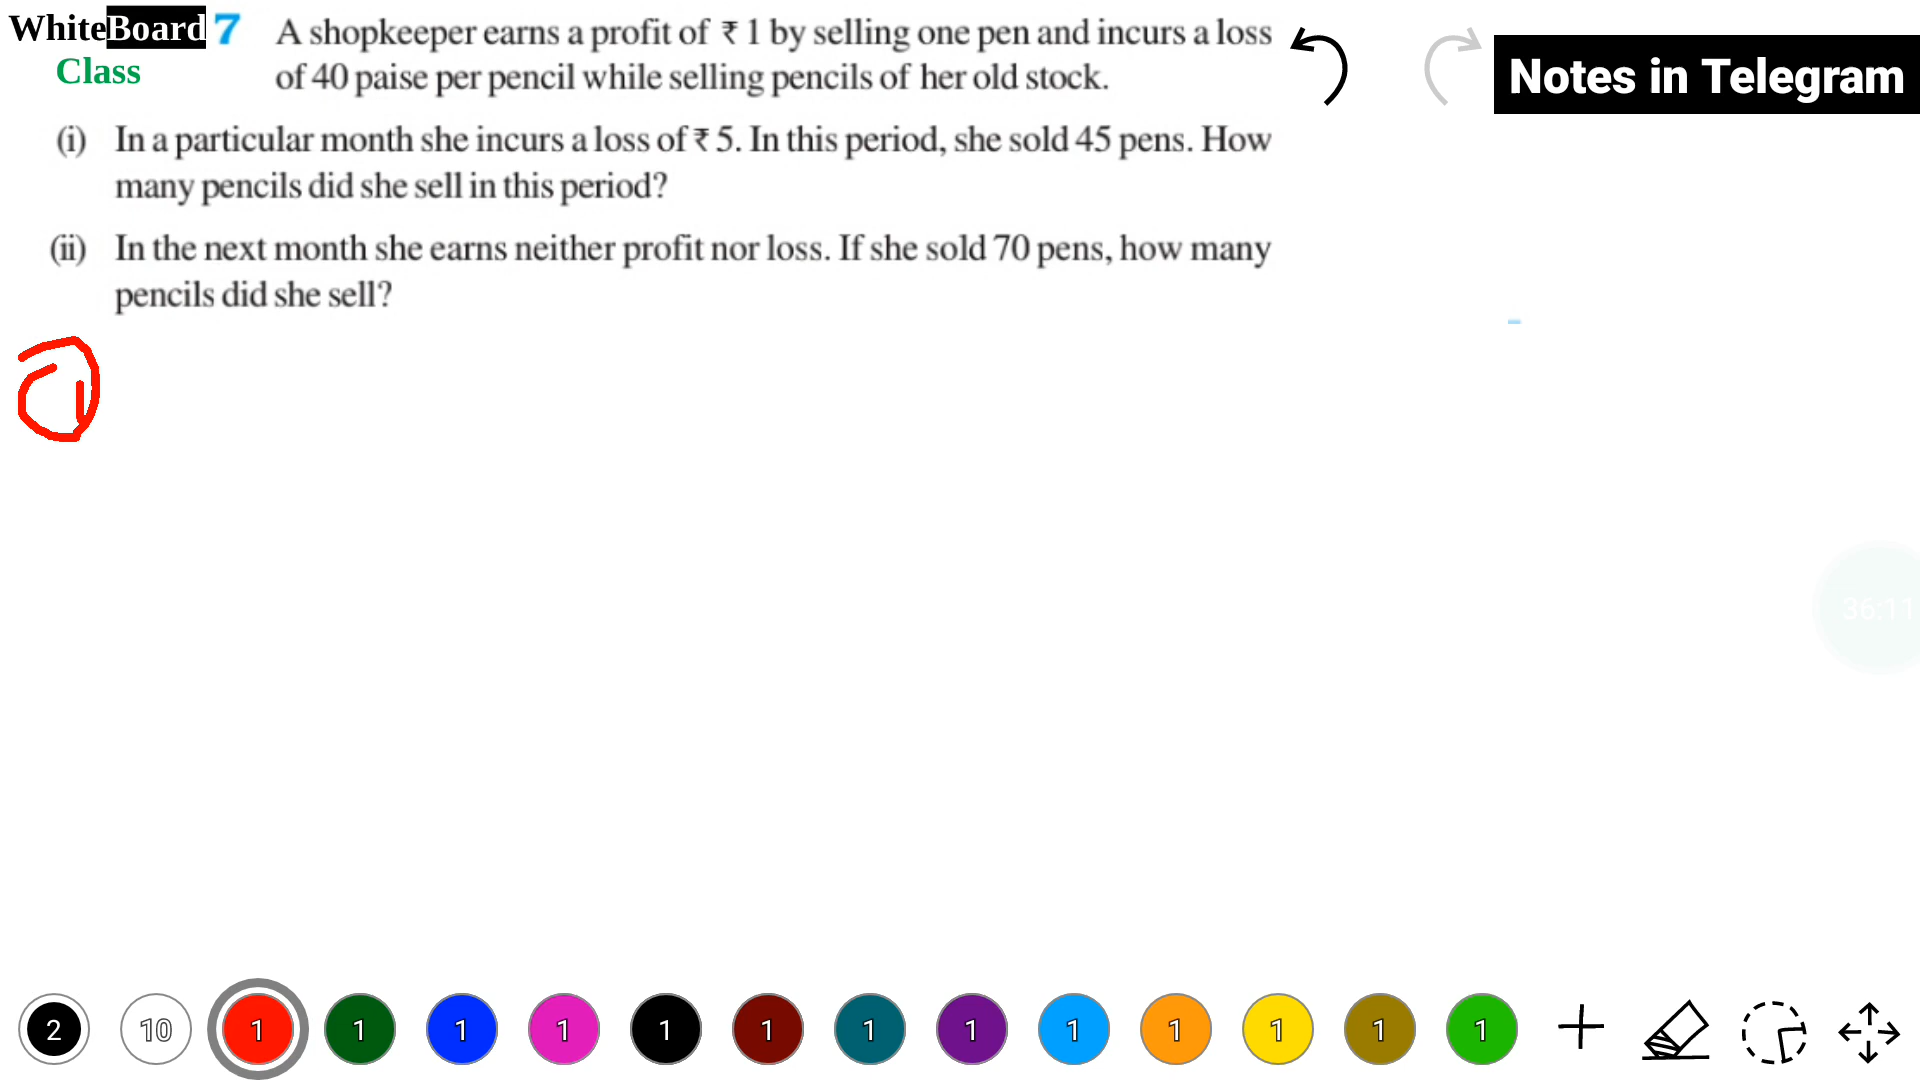 WhiteBoard 7 A shopkeeper earns a profit of ₹ 1 by selling one pen and incurs a loss
Class of 40 paise per pencil while selling pencils of her old stock.
Notes in Telegram
(i) In a particular month she incurs a loss of ₹ 5. In this period, she sold 45 pens. How
many pencils did she sell in this period?
(ii) In the next month she earns neither profit nor loss. If she sold 70 pens, how many
pencils did she sell?
36:11
2 10 1 1 1 1 1 1 1 1 1 1 1 1 1